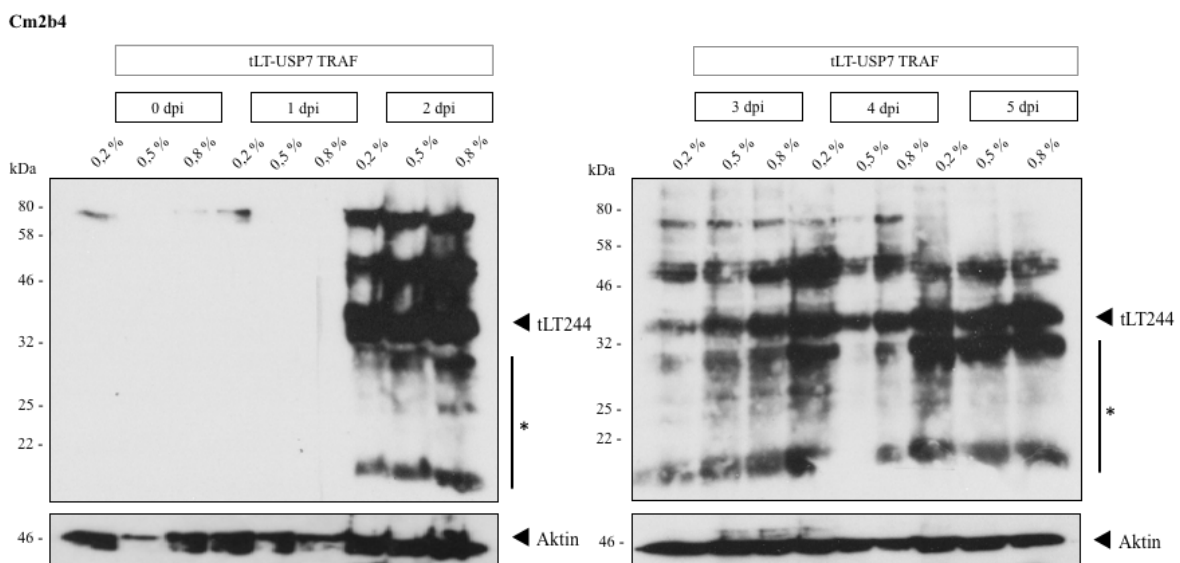 Cm2b4
tLT-USP7 TRAF
0 dpi
1 dpi
2 dpi
0,2 %
0,5 %
0,8 %
0,2 %
0,5 %
0,8 %
0,2 %
0,5 %
0,8 %
kDa
80 -
58 -
46 -
32 -
25 -
22 -
tLT244
*
46 -
Aktin
tLT-USP7 TRAF
3 dpi
4 dpi
5 dpi
0,2 %
0,5 %
0,8 %
0,2 %
0,5 %
0,8 %
0,2 %
0,5 %
0,8 %
kDa
80 -
58 -
46 -
32 -
25 -
22 -
tLT244
*
46 -
Aktin